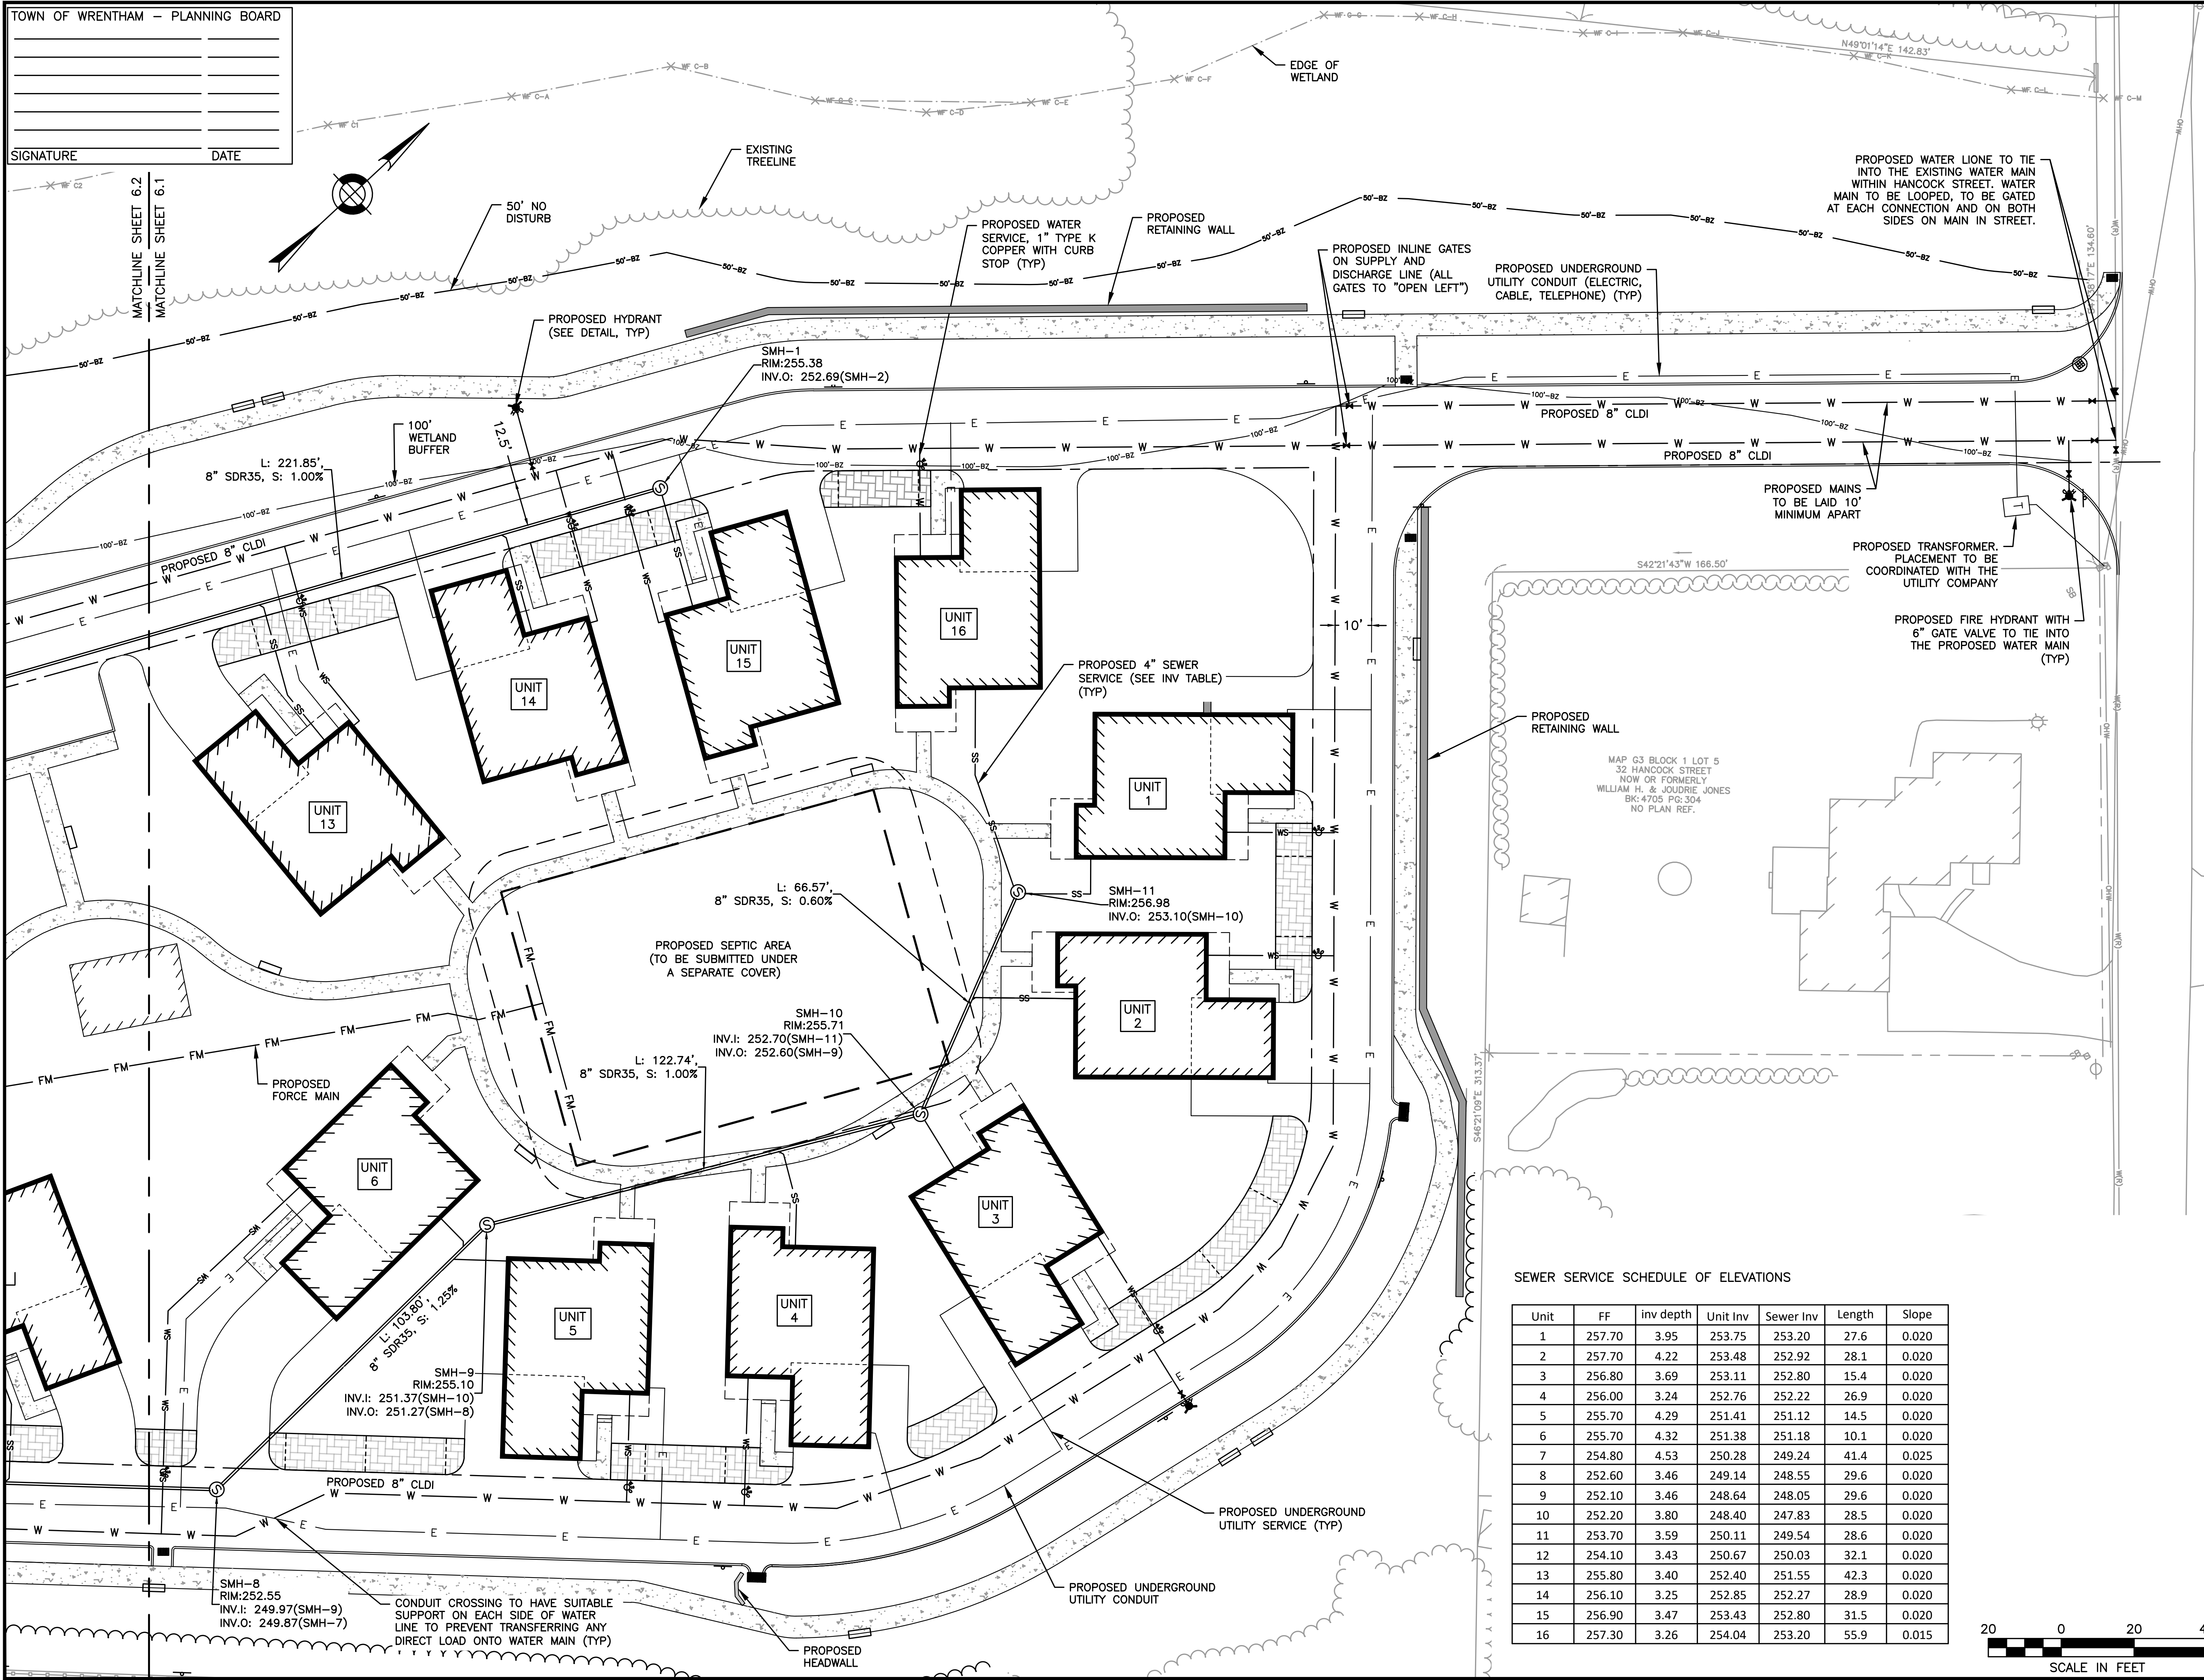 TOWN OF WRENTHAM – PLANNING BOARD
SIGNATURE DATE
MATCHLINE SHEET 6.2
MATCHLINE SHEET 6.1
WF C1
WF C2
WF C-A
WF C-B
WF C-C
WF C-D
WF C-E
WF C-F
WF C-G
WF C-H
WF C-I
WF C-J
WF C-K
WF C-L
WF C-M
N49°01'14"E 142.83'
EDGE OF
WETLAND
EXISTING
TREELINE
50' NO
DISTURB
PROPOSED WATER
SERVICE, 1" TYPE K
COPPER WITH CURB
STOP (TYP)
PROPOSED
RETAINING WALL
PROPOSED INLINE GATES
ON SUPPLY AND
DISCHARGE LINE (ALL
GATES TO "OPEN LEFT")
PROPOSED UNDERGROUND
UTILITY CONDUIT (ELECTRIC,
CABLE, TELEPHONE) (TYP)
PROPOSED WATER LIONE TO TIE
INTO THE EXISTING WATER MAIN
WITHIN HANCOCK STREET. WATER
MAIN TO BE LOOPED, TO BE GATED
AT EACH CONNECTION AND ON BOTH
SIDES ON MAIN IN STREET.
50'-BZ
100'-BZ
PROPOSED HYDRANT
(SEE DETAIL, TYP)
SMH-1
RIM:255.38
INV.O: 252.69(SMH-2)
12.5'
100'
WETLAND
BUFFER
L: 221.85',
8" SDR35, S: 1.00%
PROPOSED 8" CLDI
PROPOSED 8" CLDI
PROPOSED 8" CLDI
PROPOSED MAINS
TO BE LAID 10'
MINIMUM APART
PROPOSED TRANSFORMER.
PLACEMENT TO BE
COORDINATED WITH THE
UTILITY COMPANY
S42°21'43"W 166.50'
PROPOSED FIRE HYDRANT WITH
6" GATE VALVE TO TIE INTO
THE PROPOSED WATER MAIN
(TYP)
10'
UNIT
16
UNIT
15
UNIT
14
UNIT
13
PROPOSED 4" SEWER
SERVICE (SEE INV TABLE)
(TYP)
PROPOSED
RETAINING WALL
UNIT
1
MAP G3 BLOCK 1 LOT 5
32 HANCOCK STREET
NOW OR FORMERLY
WILLIAM H. & JOUDRIE JONES
BK:4705 PG:304
NO PLAN REF.
L: 66.57',
8" SDR35, S: 0.60%
SMH-11
RIM:256.98
INV.O: 253.10(SMH-10)
PROPOSED SEPTIC AREA
(TO BE SUBMITTED UNDER
A SEPARATE COVER)
SMH-10
RIM:255.71
INV.I: 252.70(SMH-11)
INV.O: 252.60(SMH-9)
UNIT
2
L: 122.74',
8" SDR35, S: 1.00%
PROPOSED
FORCE MAIN
S46°21'09"E 313.37'
UNIT
6
UNIT
3
UNIT
4
UNIT
5
L: 103.80',
8" SDR35, S: 1.25%
SMH-9
RIM:255.10
INV.I: 251.37(SMH-10)
INV.O: 251.27(SMH-8)
PROPOSED 8" CLDI
PROPOSED UNDERGROUND
UTILITY SERVICE (TYP)
PROPOSED UNDERGROUND
UTILITY CONDUIT
SMH-8
RIM:252.55
INV.I: 249.97(SMH-9)
INV.O: 249.87(SMH-7)
CONDUIT CROSSING TO HAVE SUITABLE
SUPPORT ON EACH SIDE OF WATER
LINE TO PREVENT TRANSFERRING ANY
DIRECT LOAD ONTO WATER MAIN (TYP)
PROPOSED
HEADWALL
SEWER SERVICE SCHEDULE OF ELEVATIONS
Unit FF inv depth Unit Inv Sewer Inv Length Slope
1 257.70 3.95 253.75 253.20 27.6 0.020
2 257.70 4.22 253.48 252.92 28.1 0.020
3 256.80 3.69 253.11 252.80 15.4 0.020
4 256.00 3.24 252.76 252.22 26.9 0.020
5 255.70 4.29 251.41 251.12 14.5 0.020
6 255.70 4.32 251.38 251.18 10.1 0.020
7 254.80 4.53 250.28 249.24 41.4 0.025
8 252.60 3.46 249.14 248.55 29.6 0.020
9 252.10 3.46 248.64 248.05 29.6 0.020
10 252.20 3.80 248.40 247.83 28.5 0.020
11 253.70 3.59 250.11 249.54 28.6 0.020
12 254.10 3.43 250.67 250.03 32.1 0.020
13 255.80 3.40 252.40 251.55 42.3 0.020
14 256.10 3.25 252.85 252.27 28.9 0.020
15 256.90 3.47 253.43 252.80 31.5 0.020
16 257.30 3.26 254.04 253.20 55.9 0.015
20 0 20
SCALE IN FEET